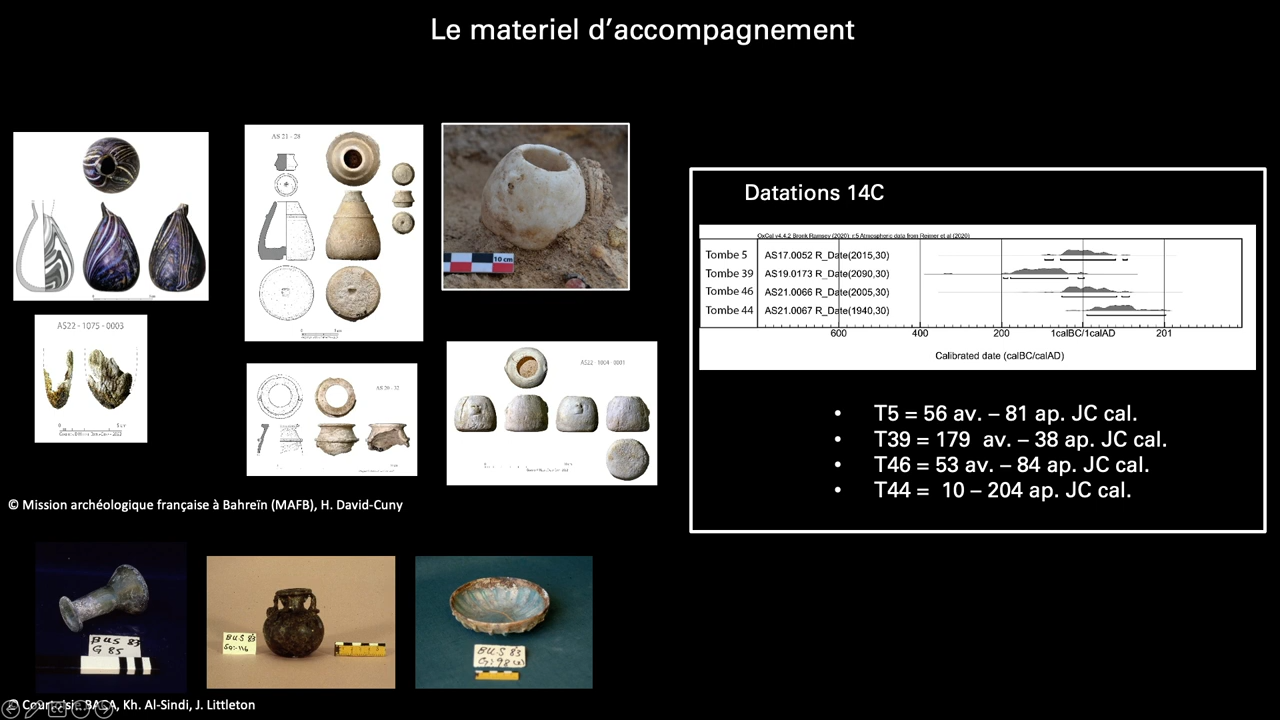 Le materiel d’accompagnement
AS 21 - 28
10 cm
AS22 - 1075 - 0003
AS22 - 1004 - 0001
© Mission archéologique française à Bahreïn (MAFB), H. David-Cuny
BUS 83
G 85
BUS 83
BUS 83
© Courtoisie BACA, Kh. Al-Sindi, J. Littleton
Datations 14C
OxCal v4.4.2 Bronk Ramsey (2020); r:5 Atmospheric data from Reimer et al (2020)
Tombe 5 AS17.0052 R_Date(2015,30)
Tombe 39 AS19.0173 R_Date(2090,30)
Tombe 46 AS21.0066 R_Date(2005,30)
Tombe 44 AS21.0067 R_Date(1940,30)
600 400 200 1calBC/1calAD 201
Calibrated date (calBC/calAD)
• T5 = 56 av. – 81 ap. JC cal.
• T39 = 179 av. – 38 ap. JC cal.
• T46 = 53 av. – 84 ap. JC cal.
• T44 = 10 – 204 ap. JC cal.